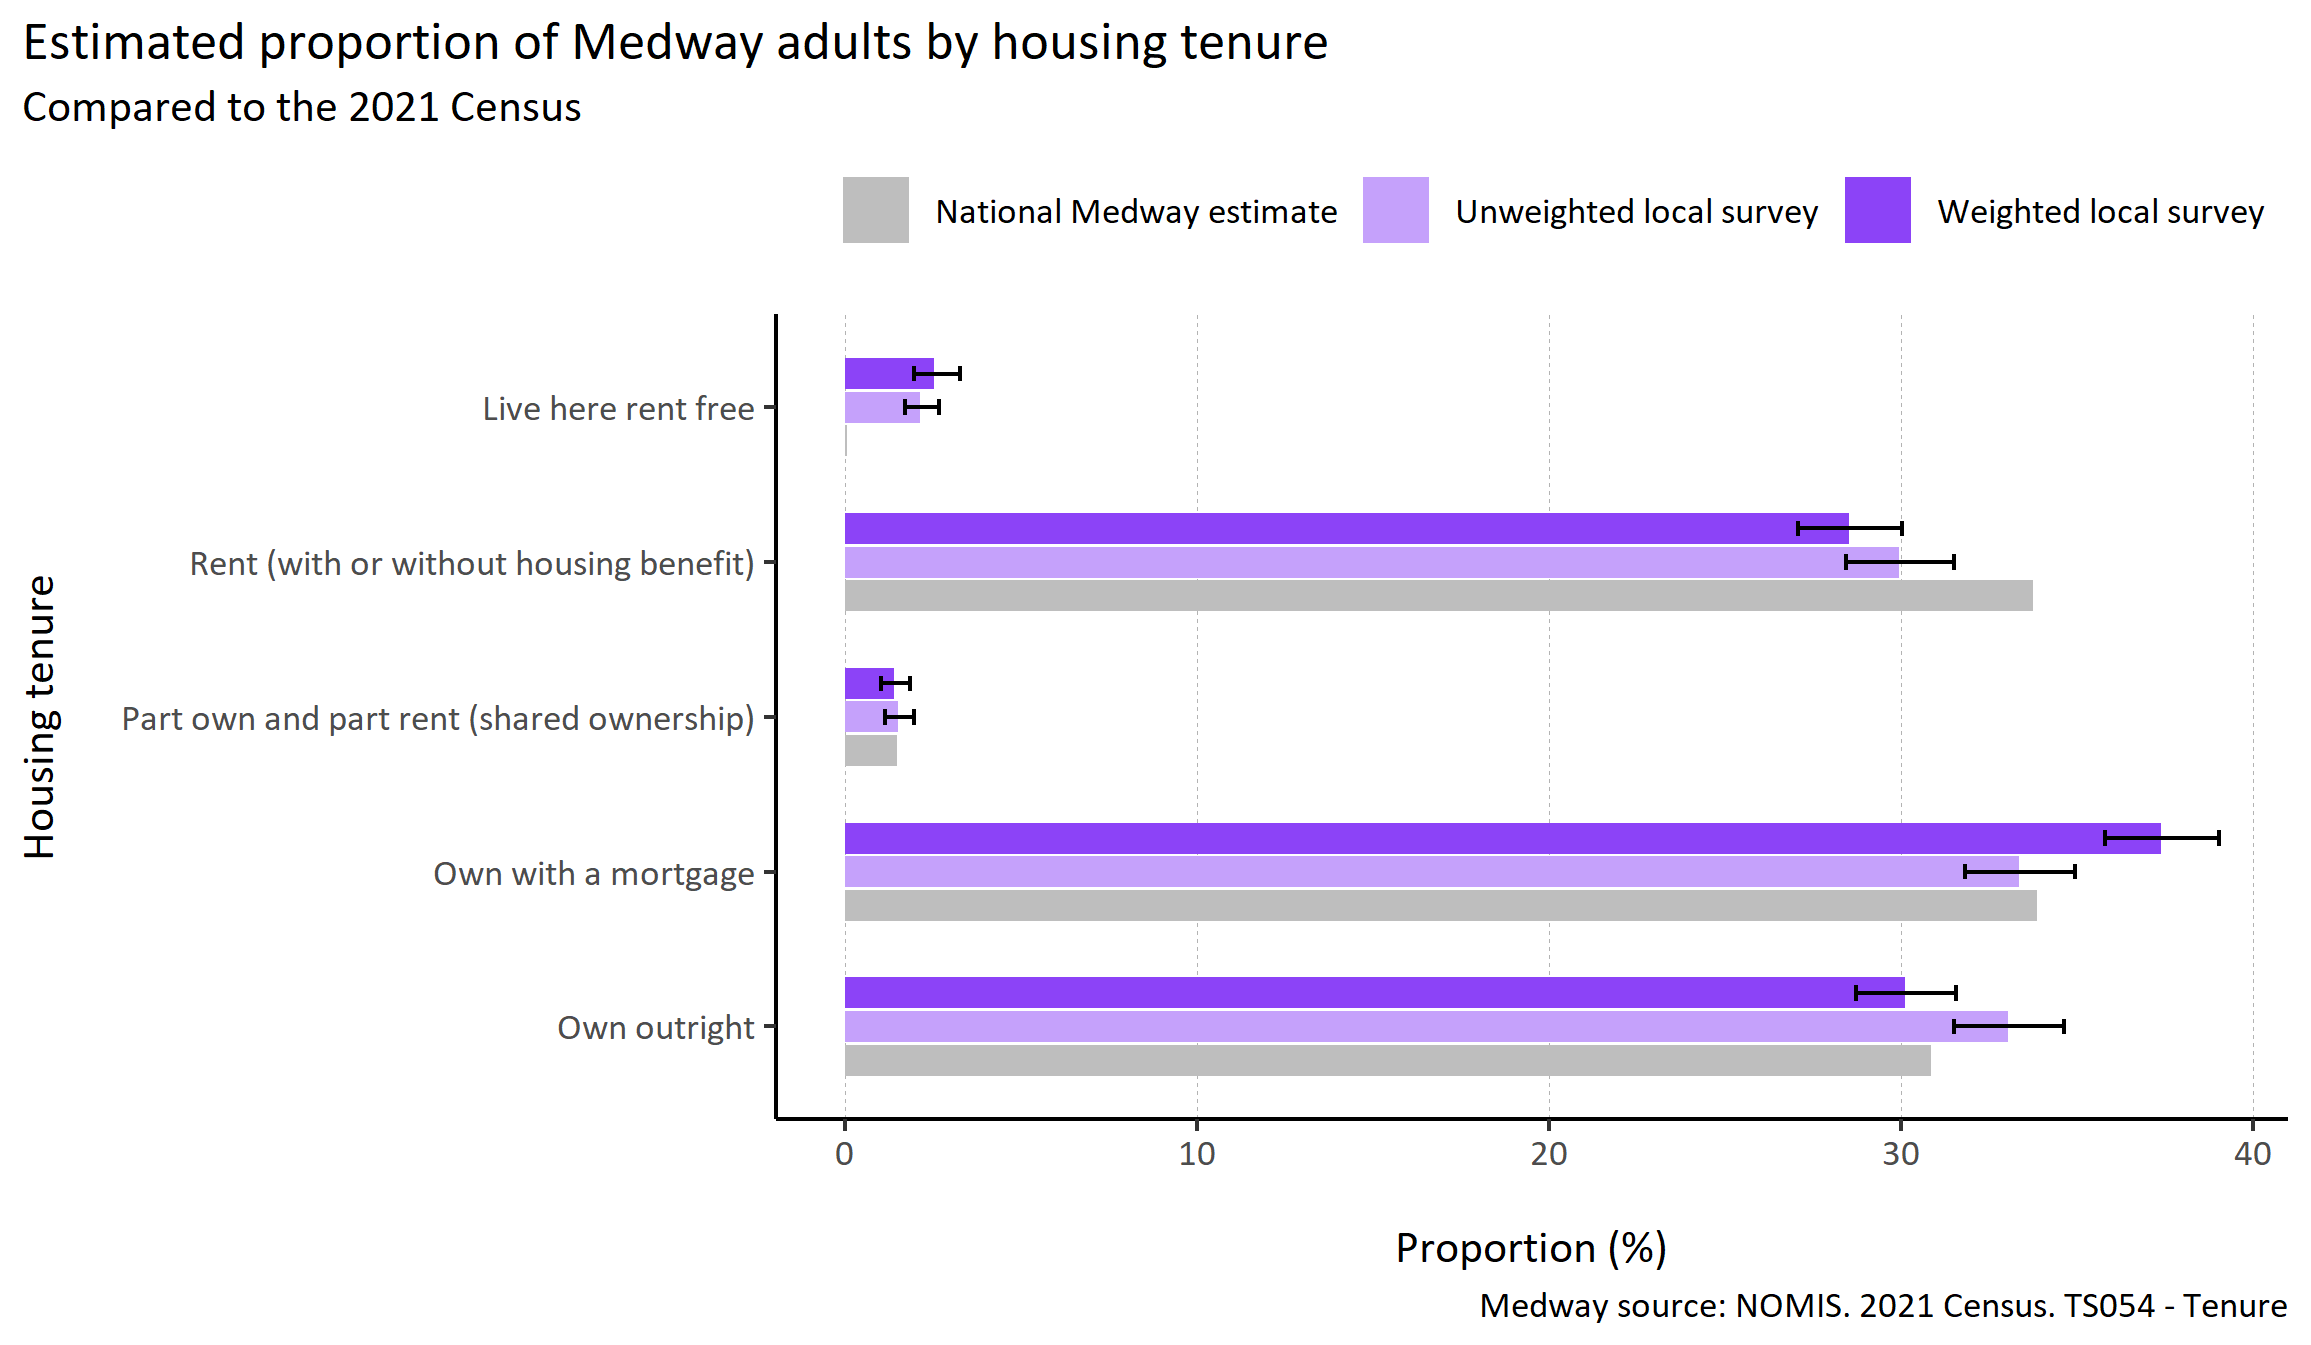 Estimated proportion of Medway adults by housing tenure
Compared to the 2021 Census
National Medway estimate
Unweighted local survey
Weighted local survey
Housing tenure
Live here rent free
Rent (with or without housing benefit)
Part own and part rent (shared ownership)
Own with a mortgage
Own outright
0 10 20 30 40
Proportion (%)
Medway source: NOMIS. 2021 Census. TS054 - Tenure